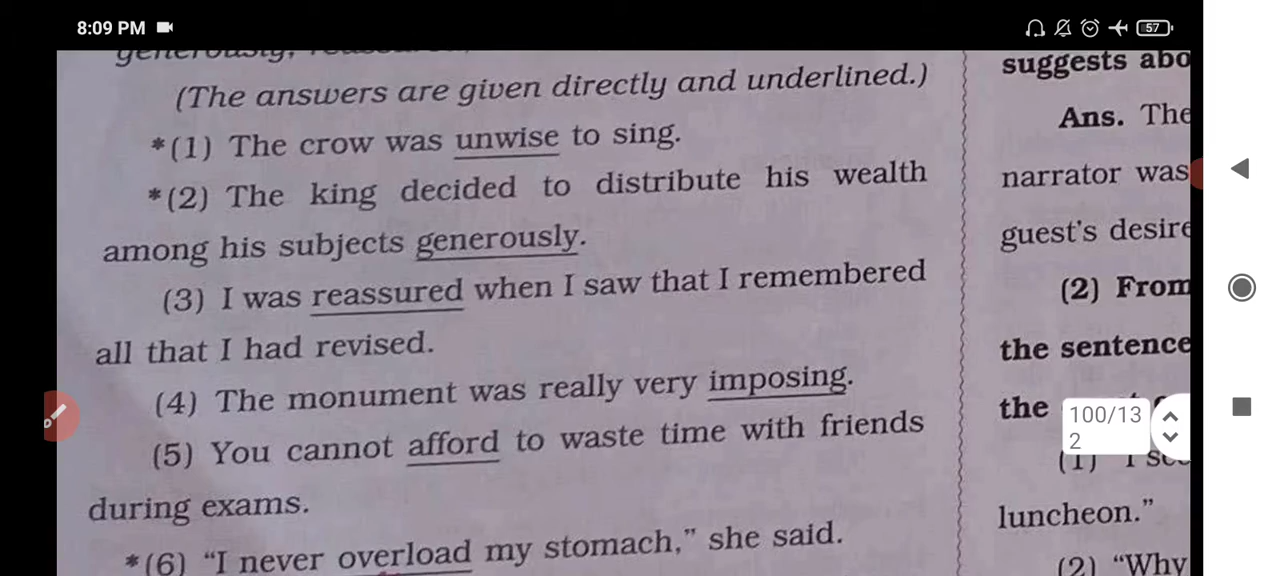 8:09 PM
57
(The answers are given directly and underlined.)
*(1) The crow was unwise to sing.
*(2) The king decided to distribute his wealth
among his subjects generously.
(3) I was reassured when I saw that I remembered
all that I had revised.
(4) The monument was really very imposing.
(5) You cannot afford to waste time with friends
during exams.
*(6) “I never overload my stomach,” she said.
suggests abo
Ans. The
narrator was
guest's desire
(2) From
the sentence
the
100/13
2
(1) I
luncheon.”
(2) “Why